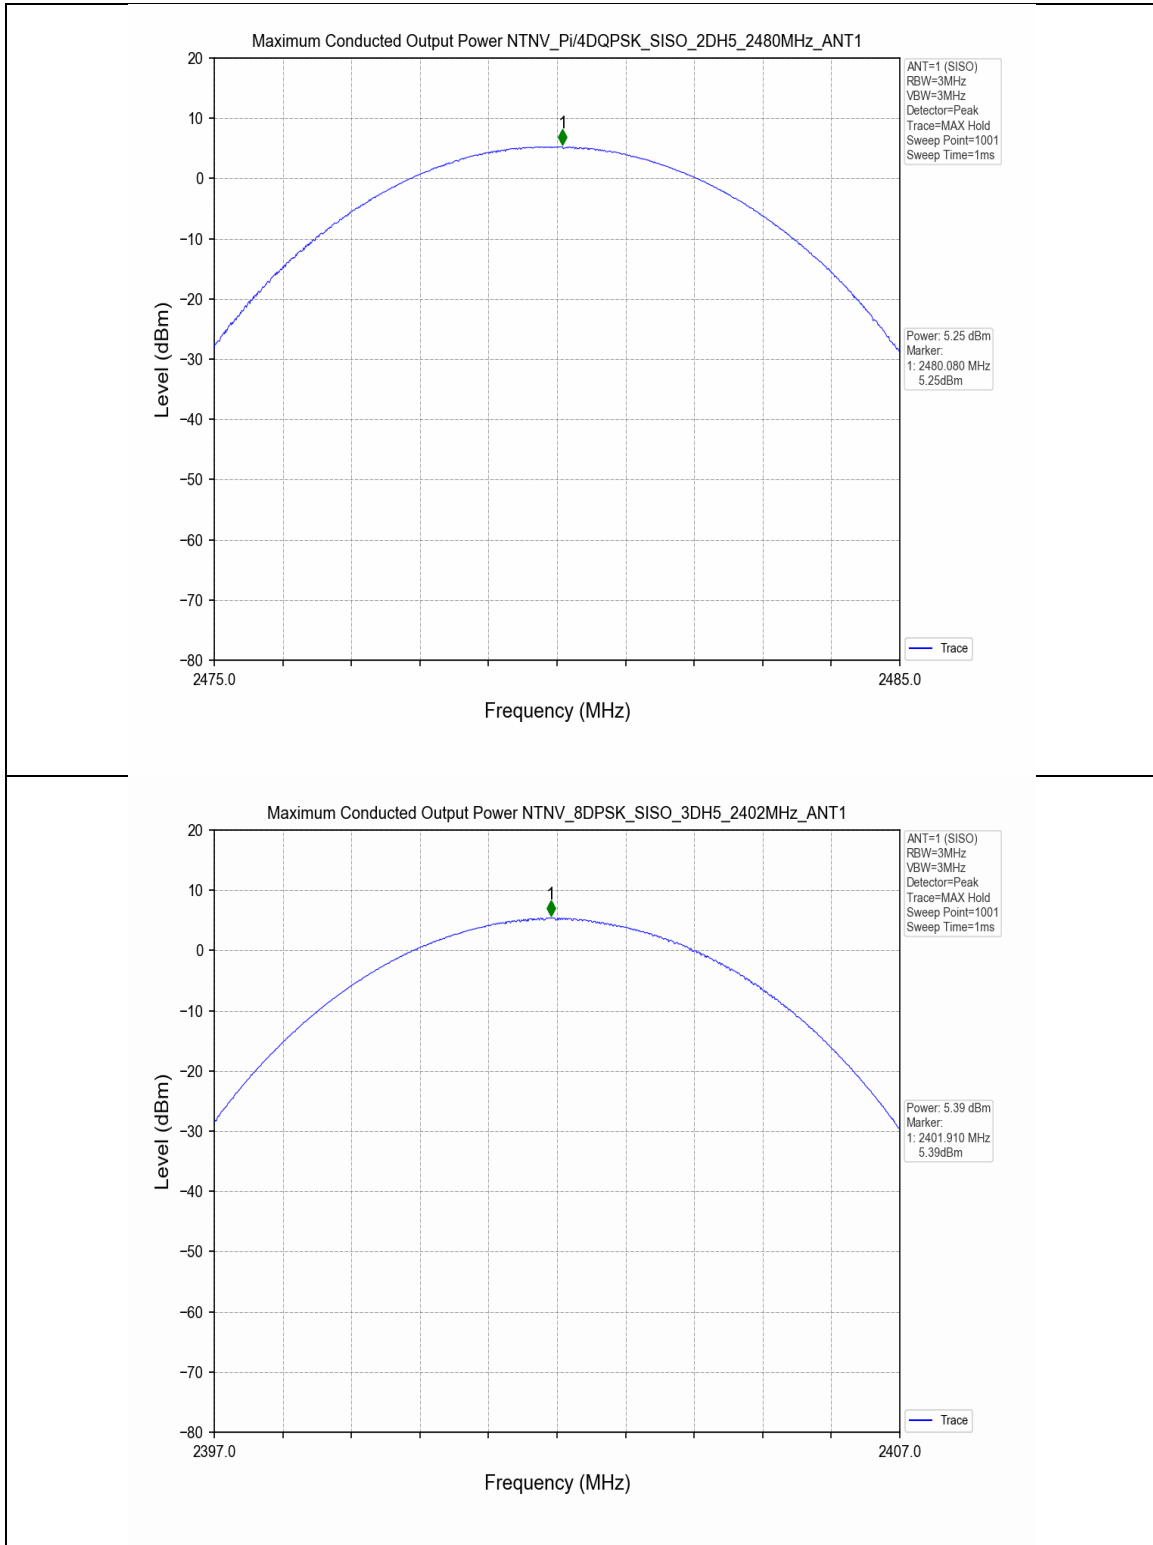 Maximum Conducted Output Power NTNV_Pi/4DQPSK_SISO_2DH5_2480MHz_ANT1
20
10
0
−10
−20
−30
−40
−50
−60
−70
−80
Level (dBm)
1
2475.0
2485.0
Frequency (MHz)
ANT=1 (SISO)
RBW=3MHz
VBW=3MHz
Detector=Peak
Trace=MAX Hold
Sweep Point=1001
Sweep Time=1ms
Power: 5.25 dBm
Marker:
1: 2480.080 MHz
5.25dBm
Trace
Maximum Conducted Output Power NTNV_8DPSK_SISO_3DH5_2402MHz_ANT1
20
10
0
−10
−20
−30
−40
−50
−60
−70
−80
Level (dBm)
1
2397.0
2407.0
Frequency (MHz)
ANT=1 (SISO)
RBW=3MHz
VBW=3MHz
Detector=Peak
Trace=MAX Hold
Sweep Point=1001
Sweep Time=1ms
Power: 5.39 dBm
Marker:
1: 2401.910 MHz
5.39dBm
Trace